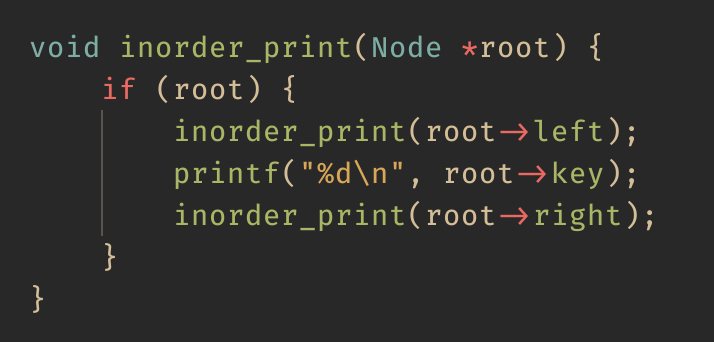 void inorder_print(Node *root) {
    if (root) {
        inorder_print(root->left);
        printf("%d\n", root->key);
        inorder_print(root->right);
    }
}